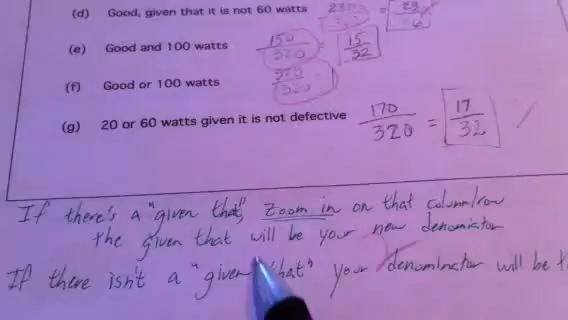 (d) Good, given that it is not 60 watts =
(e) Good and 100 watts 150/320 = 15/32
(f) Good or 100 watts
(g) 20 or 60 watts given it is not defective 170/320 = 17/32
If there's a "given that", zoom in on that column/row
the given that will be your new denomictor
If there isn't a "given that" your denominator will be